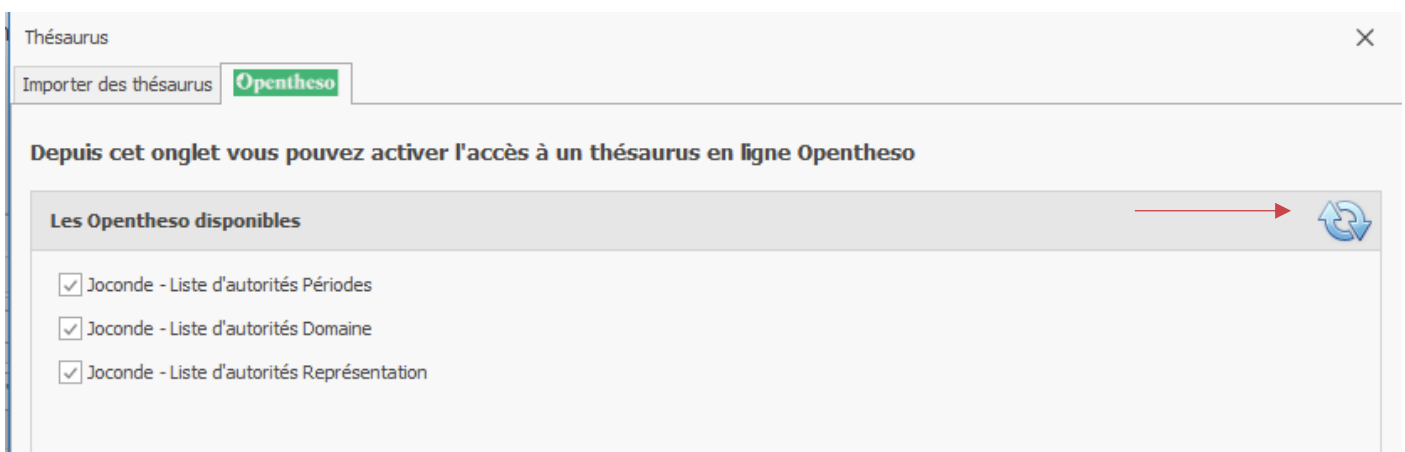 Thésaurus
Importer des thésaurus Opentheso
Depuis cet onglet vous pouvez activer l'accès à un thésaurus en ligne Opentheso
Les Opentheso disponibles
Joconde - Liste d'autorités Périodes
Joconde - Liste d'autorités Domaine
Joconde - Liste d'autorités Représentation